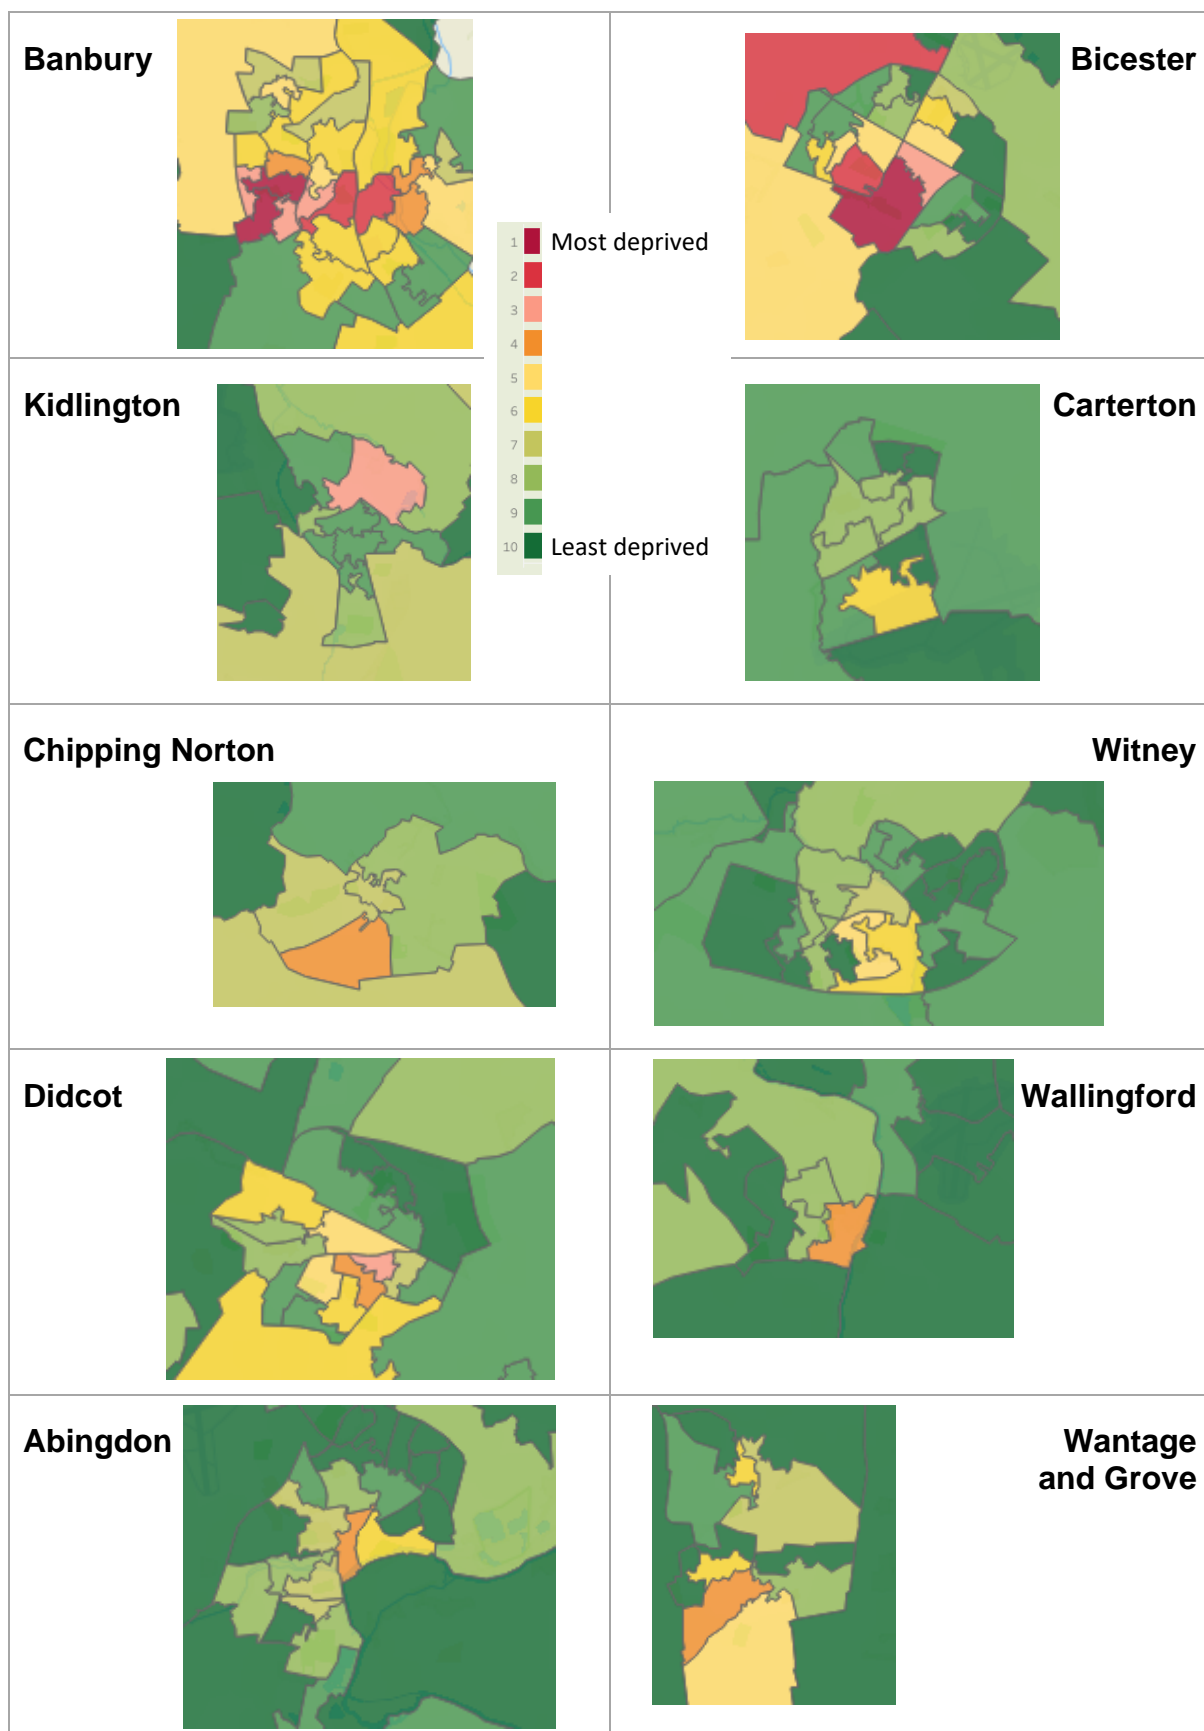 Banbury
Bicester
1 Most deprived
2
3
4
5
6
7
8
9
10 Least deprived
Kidlington
Carterton
Chipping Norton
Witney
Didcot
Wallingford
Abingdon
Wantage
and Grove